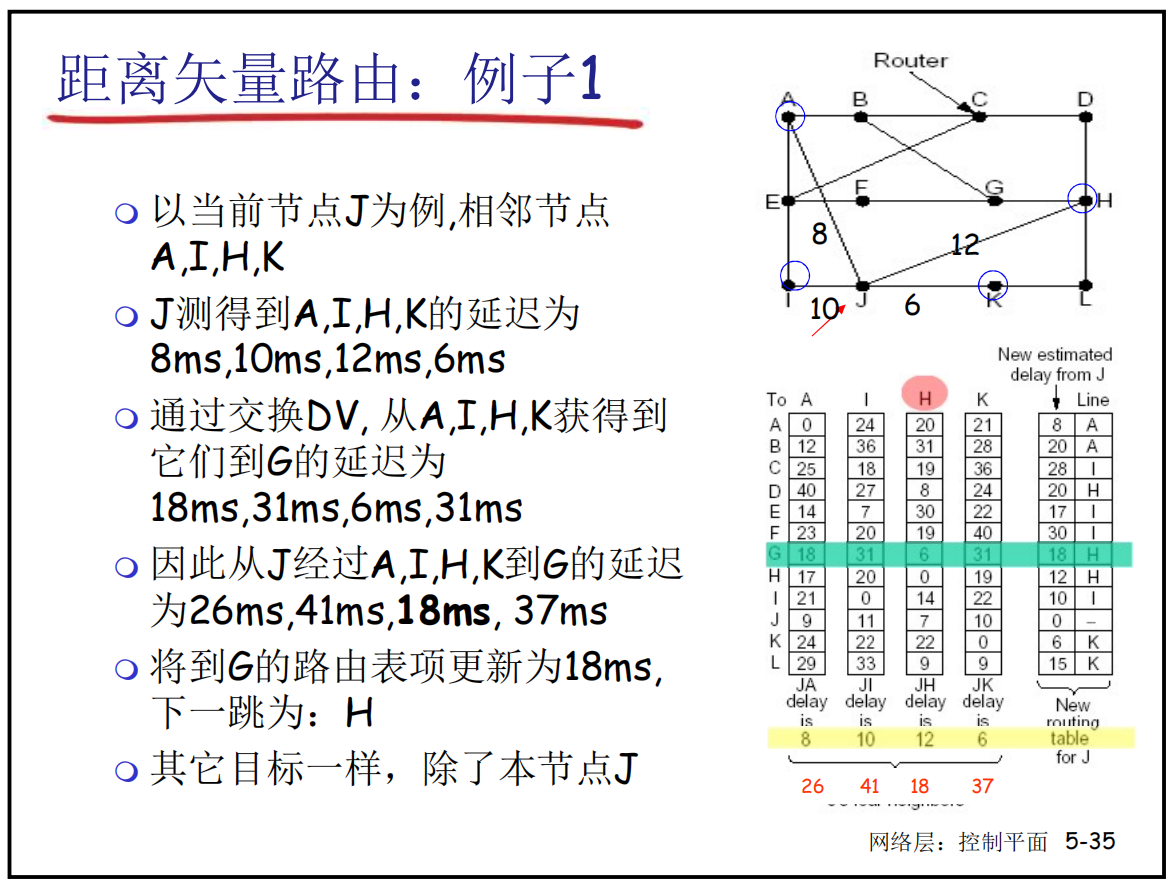 距离矢量路由：例子1
以当前节点J为例,相邻节点
A,I,H,K
J测得到A,I,H,K的延迟为
8ms,10ms,12ms,6ms
通过交换DV, 从A,I,H,K获得到
它们到G的延迟为
18ms,31ms,6ms,31ms
因此从J经过A,I,H,K到G的延迟
为26ms,41ms,18ms, 37ms
将到G的路由表项更新为18ms,
下一跳为：H
其它目标一样，除了本节点J
Router
A B C D
E F G H
8 12
I J K L
10 6
New estimated
delay from J
To A I H K Line
A 0 24 20 21 8 A
B 12 36 31 28 20 A
C 25 18 19 36 28 I
D 40 27 8 24 20 H
E 14 7 30 22 17 I
F 23 20 19 40 30 I
G 18 31 6 31 18 H
H 17 20 0 19 12 H
I 21 0 14 22 10 I
J 9 11 7 10 0 –
K 24 22 22 0 6 K
L 29 33 9 9 15 K
JA JI JH JK
delay delay delay delay New
is is is is routing
8 10 12 6 table
for J
26 41 18 37
网络层：控制平面 5-35